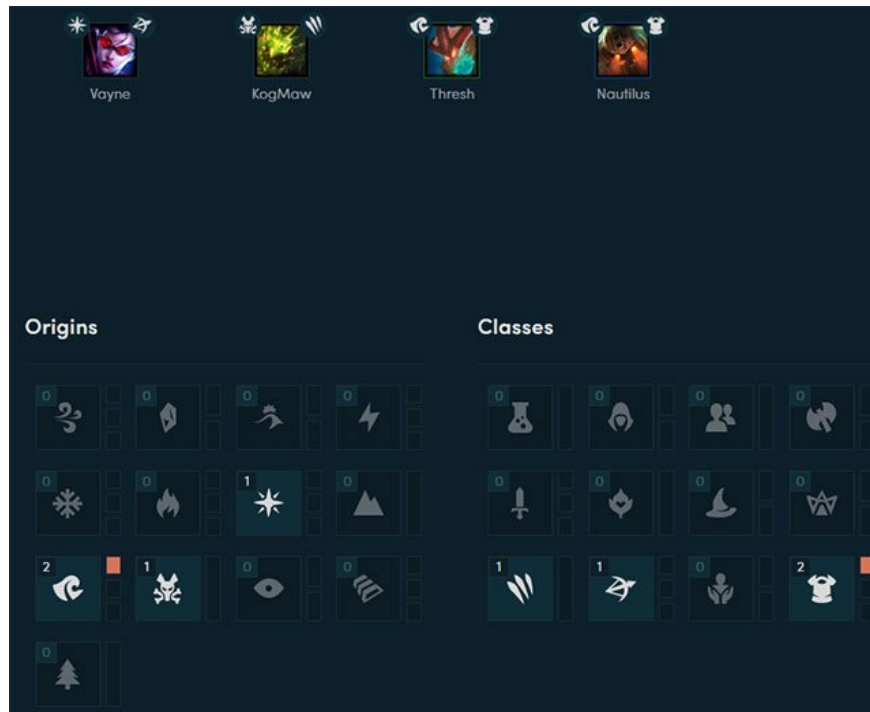 Vayne KogMaw Thresh Nautilus
Origins Classes
0 0 0 0 0 0 0 0
0 0 1 0 0 0 0 0
2 1 0 0 1 1 0 2
0